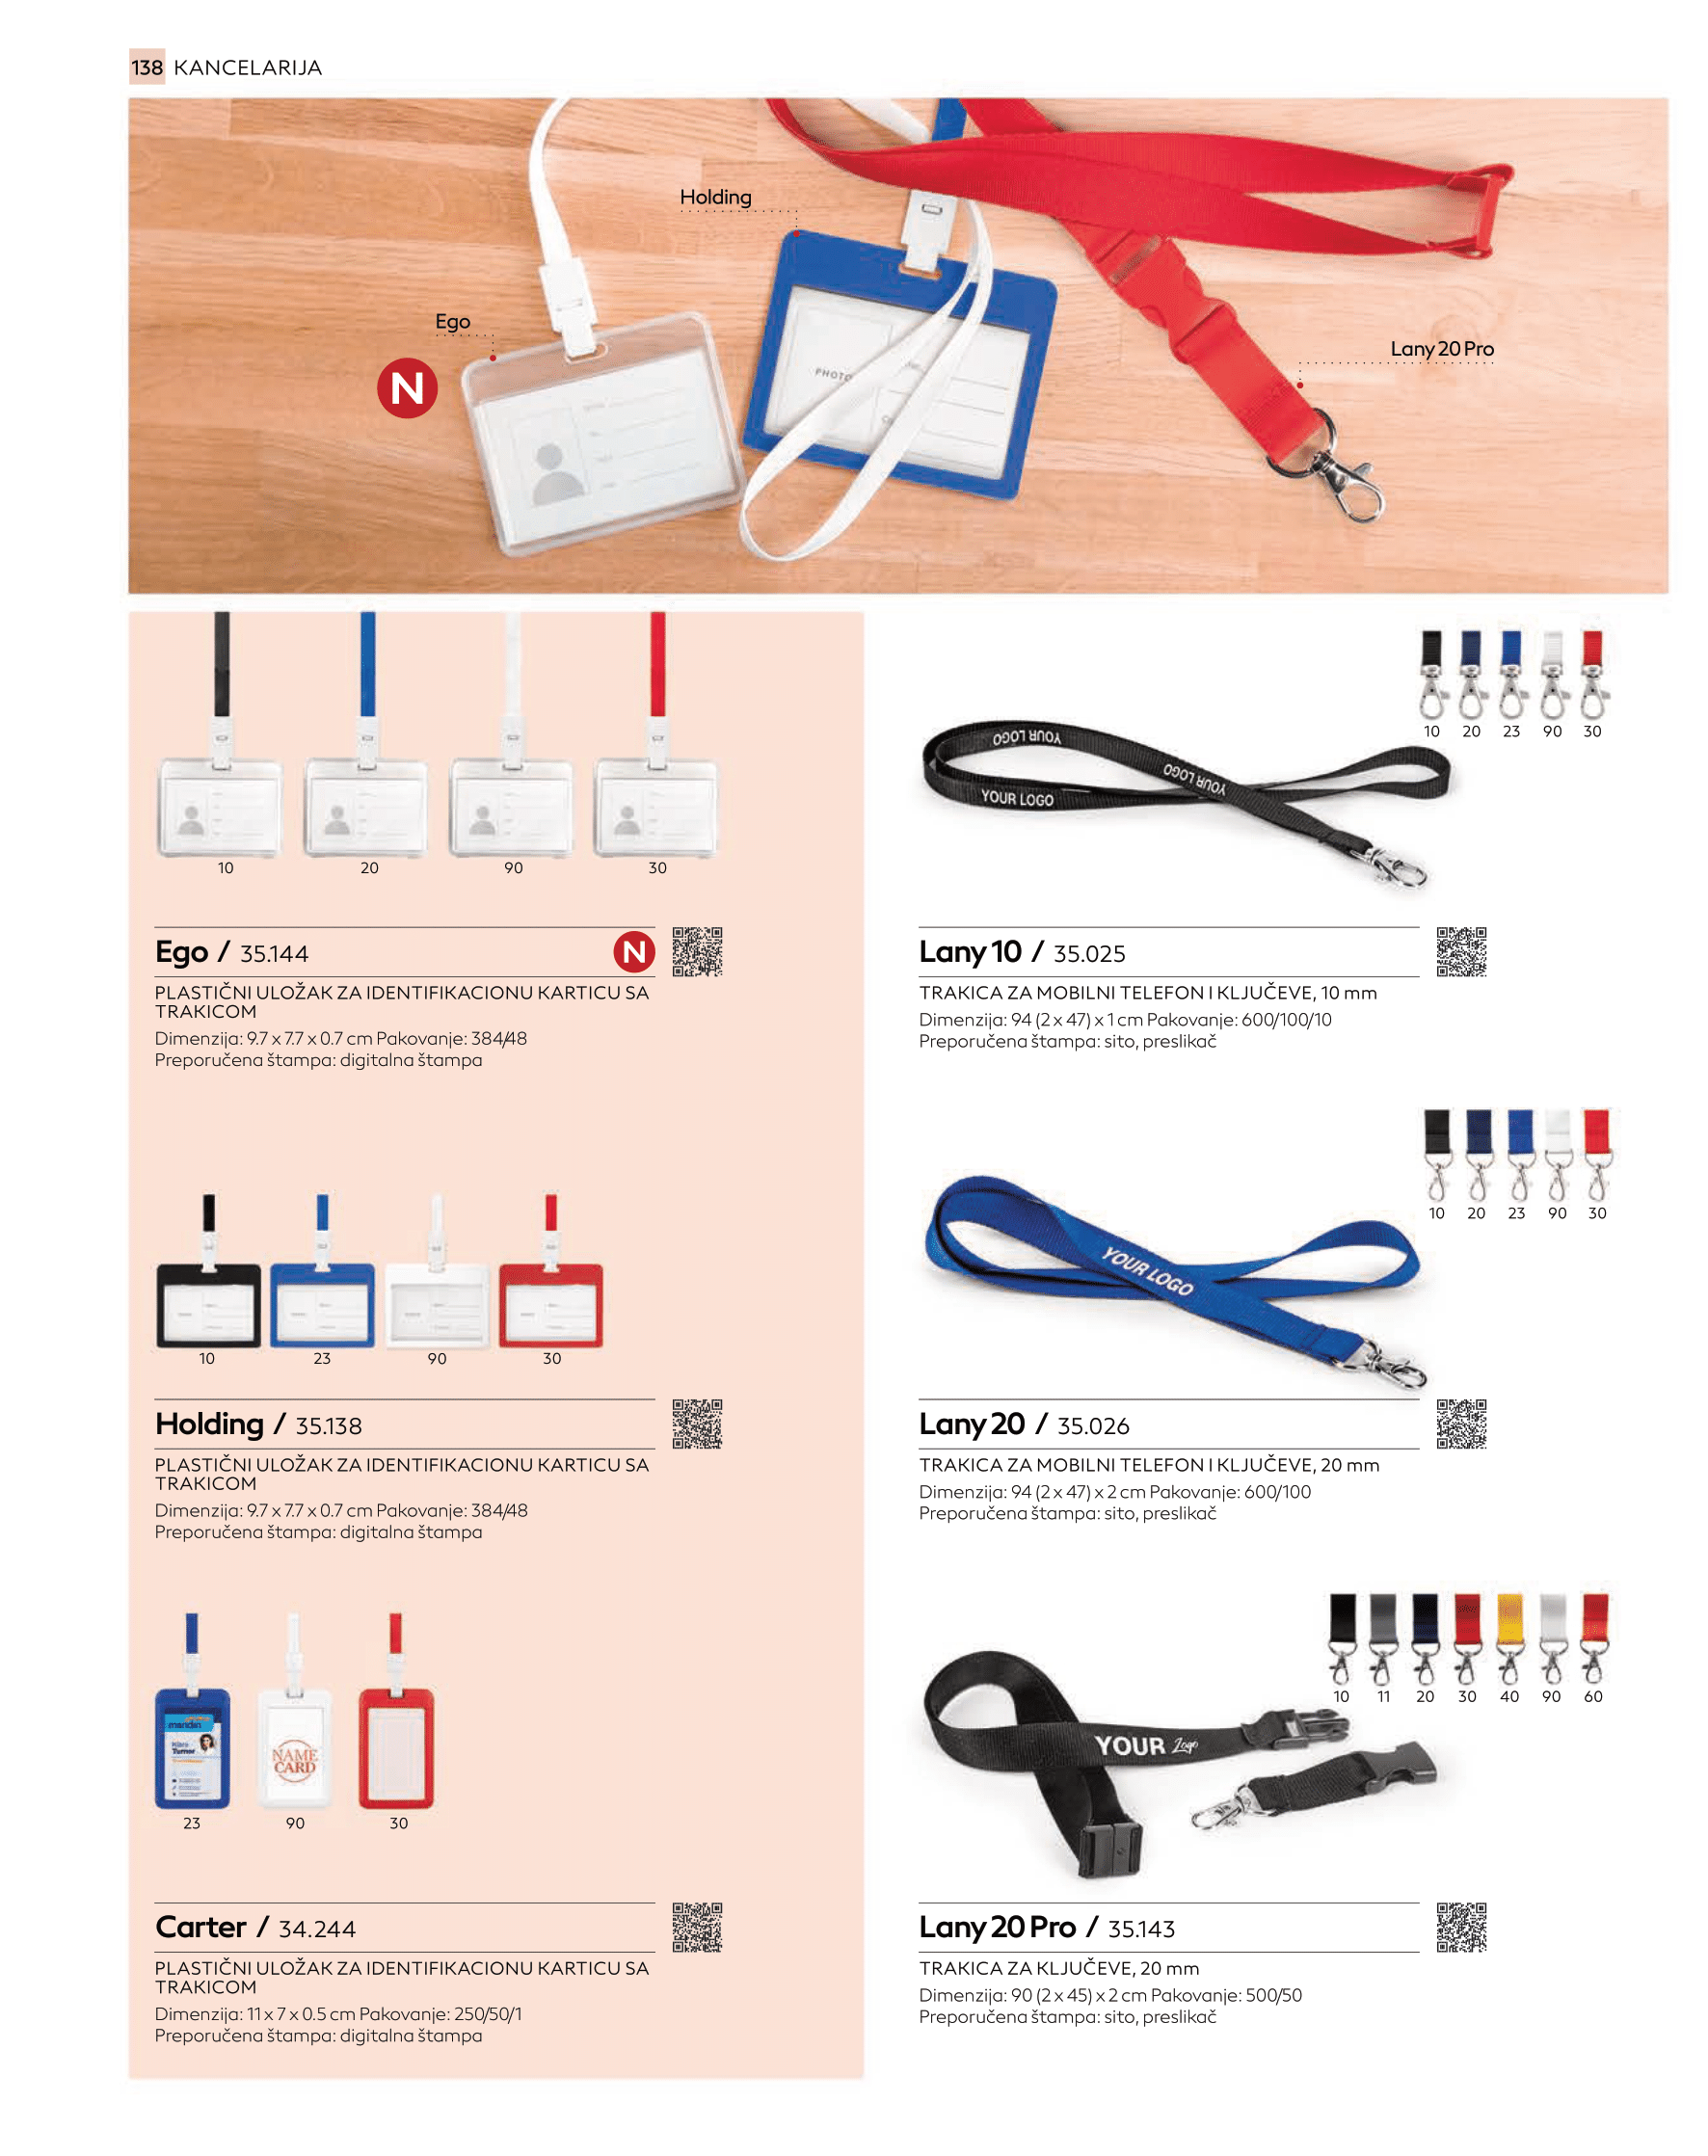 138 KANCELARIJA
Holding
Ego
N
Lany 20 Pro
PHOTO
10 20 90 30
Ego / 35.144 N
PLASTIČNI ULOŽAK ZA IDENTIFIKACIONU KARTICU SA
TRAKICOM
Dimenzija: 9.7 x 7.7 x 0.7 cm Pakovanje: 384/48
Preporučena štampa: digitalna štampa
10 23 90 30
Holding / 35.138
PLASTIČNI ULOŽAK ZA IDENTIFIKACIONU KARTICU SA
TRAKICOM
Dimenzija: 9.7 x 7.7 x 0.7 cm Pakovanje: 384/48
Preporučena štampa: digitalna štampa
Turner
NAME
CARD
23 90 30
Carter / 34.244
PLASTIČNI ULOŽAK ZA IDENTIFIKACIONU KARTICU SA
TRAKICOM
Dimenzija: 11 x 7 x 0.5 cm Pakovanje: 250/50/1
Preporučena štampa: digitalna štampa
10 20 23 90 30
YOUR LOGO
YOUR LOGO
YOUR LOGO
Lany 10 / 35.025
TRAKICA ZA MOBILNI TELEFON I KLJUČEVE, 10 mm
Dimenzija: 94 (2 x 47) x 1 cm Pakovanje: 600/100/10
Preporučena štampa: sito, preslikač
10 20 23 90 30
YOUR LOGO
Lany 20 / 35.026
TRAKICA ZA MOBILNI TELEFON I KLJUČEVE, 20 mm
Dimenzija: 94 (2 x 47) x 2 cm Pakovanje: 600/100
Preporučena štampa: sito, preslikač
10 11 20 30 40 90 60
YOUR Logo
Lany 20 Pro / 35.143
TRAKICA ZA KLJUČEVE, 20 mm
Dimenzija: 90 (2 x 45) x 2 cm Pakovanje: 500/50
Preporučena štampa: sito, preslikač